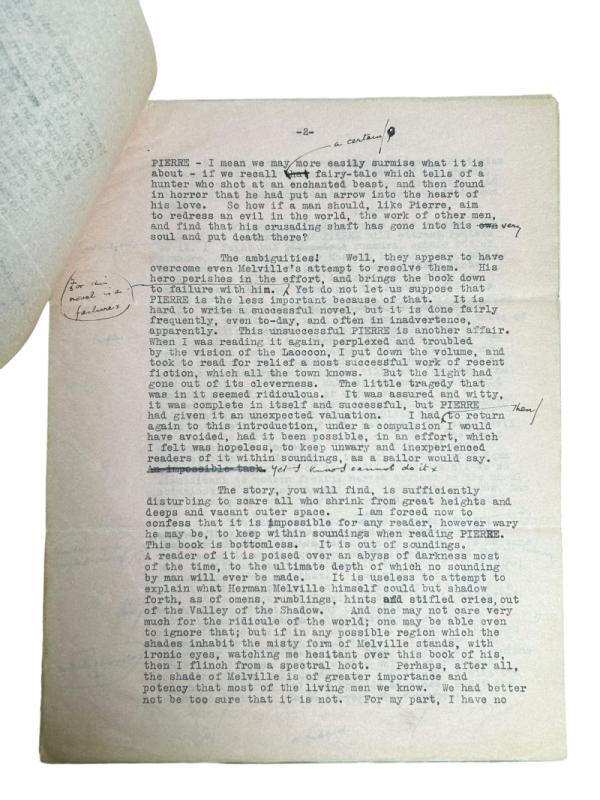 -2-
a certain
PIERRE - I mean we may more easily surmise what it is
about - if we recall that fairy-tale which tells of a
hunter who shot at an enchanted beast, and then found
in horror that he had put an arrow into the heart of
his love. So how if a man should, like Pierre, aim
to redress an evil in the world, the work of other men,
and find that his crusading shaft has gone into his own very
soul and put death there?
The ambiguities! Well, they appear to have
overcome even Melville's attempt to resolve them. His
hero perishes in the effort, and brings the book down
to failure with him. Yet do not let us suppose that
For this
novel is a
failure.
PIERRE is the less important because of that. It is
hard to write a successful novel, but it is done fairly
frequently, even to-day, and often in inadvertence,
apparently. This unsuccessful PIERRE is another affair.
When I was reading it again, perplexed and troubled
by the vision of the Laocoon, I put down the volume, and
took to read for relief a most successful work of recent
fiction, which all the town knows. But the light had
gone out of its cleverness. The little tragedy that
was in it seemed ridiculous. It was assured and witty,
it was complete in itself and successful, but PIERRE
had given it an unexpected valuation. I had to return
then
again to this introduction, under a compulsion I would
have avoided, had it been possible, in an effort, which
I felt was hopeless, to keep unwary and inexperienced
readers of it within soundings, as a sailor would say.
An impossible task. Yet I know I cannot do it
The story, you will find, is sufficiently
disturbing to scare all who shrink from great heights and
deeps and vacant outer space. I am forced now to
confess that it is impossible for any reader, however wary
he may be, to keep within soundings when reading PIERRE.
This book is bottomless. It is out of soundings.
A reader of it is poised over an abyss of darkness most
of the time, to the ultimate depth of which no sounding
by man will ever be made. It is useless to attempt to
explain what Herman Melville himself could but shadow
forth, as of omens, rumblings, hints and stifled cries, out
of the Valley of the Shadow. And one may not care very
much for the ridicule of the world; one may be able even
to ignore that; but if in any possible region which the
shades inhabit the misty form of Melville stands, with
ironic eyes, watching me hesitant over this book of his,
then I flinch from a spectral hoot. Perhaps, after all,
the shade of Melville is of greater importance and
potency that most of the living men we know. We had better
not be too sure that it is not. For my part, I have no